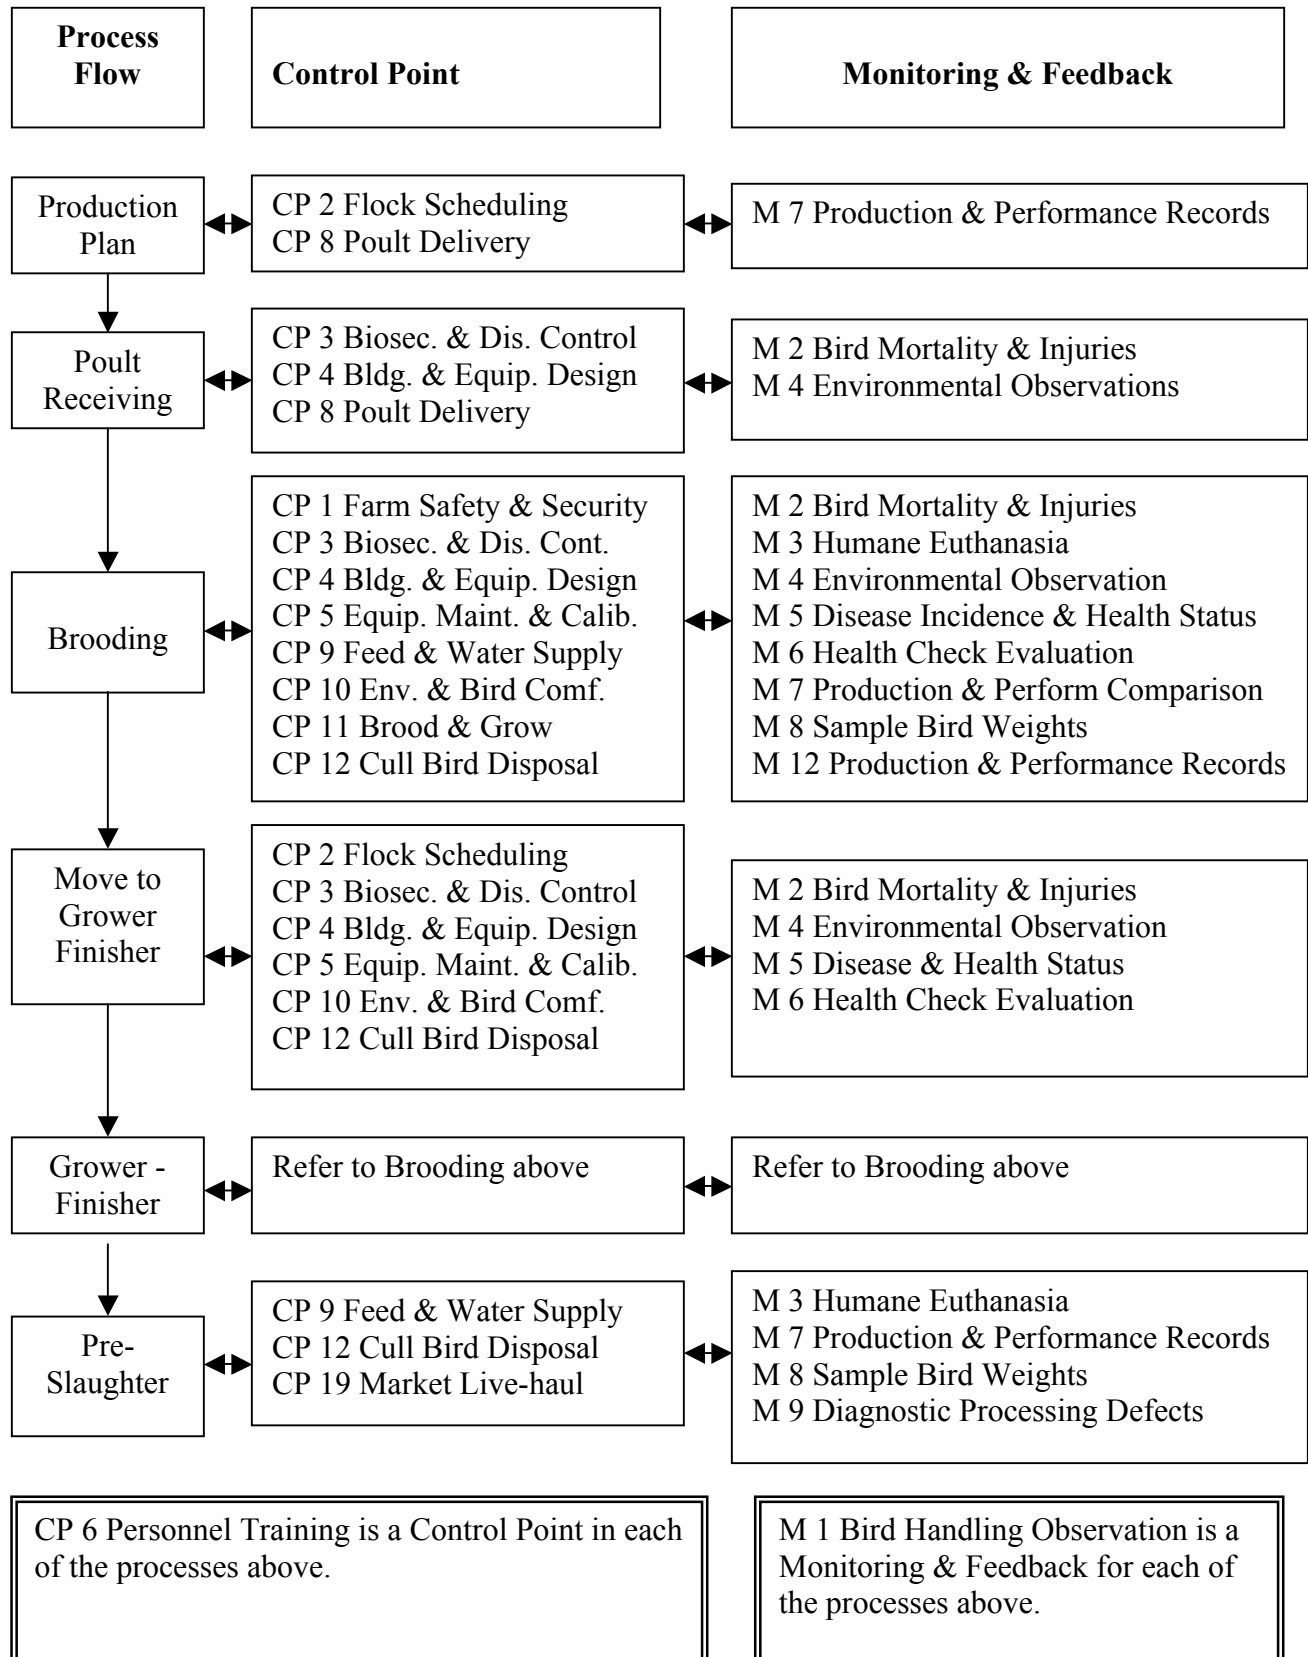 Process
Flow
Control Point
Monitoring & Feedback
Production
Plan
CP 2 Flock Scheduling
CP 8 Poult Delivery
M 7 Production & Performance Records
Poult
Receiving
CP 3 Biosec. & Dis. Control
CP 4 Bldg. & Equip. Design
CP 8 Poult Delivery
M 2 Bird Mortality & Injuries
M 4 Environmental Observations
Brooding
CP 1 Farm Safety & Security
CP 3 Biosec. & Dis. Cont.
CP 4 Bldg. & Equip. Design
CP 5 Equip. Maint. & Calib.
CP 9 Feed & Water Supply
CP 10 Env. & Bird Comf.
CP 11 Brood & Grow
CP 12 Cull Bird Disposal
M 2 Bird Mortality & Injuries
M 3 Humane Euthanasia
M 4 Environmental Observation
M 5 Disease Incidence & Health Status
M 6 Health Check Evaluation
M 7 Production & Perform Comparison
M 8 Sample Bird Weights
M 12 Production & Performance Records
Move to
Grower
Finisher
CP 2 Flock Scheduling
CP 3 Biosec. & Dis. Control
CP 4 Bldg. & Equip. Design
CP 5 Equip. Maint. & Calib.
CP 10 Env. & Bird Comf.
CP 12 Cull Bird Disposal
M 2 Bird Mortality & Injuries
M 4 Environmental Observation
M 5 Disease & Health Status
M 6 Health Check Evaluation
Grower -
Finisher
Refer to Brooding above
Refer to Brooding above
Pre-
Slaughter
CP 9 Feed & Water Supply
CP 12 Cull Bird Disposal
CP 19 Market Live-haul
M 3 Humane Euthanasia
M 7 Production & Performance Records
M 8 Sample Bird Weights
M 9 Diagnostic Processing Defects
CP 6 Personnel Training is a Control Point in each
of the processes above.
M 1 Bird Handling Observation is a
Monitoring & Feedback for each of
the processes above.